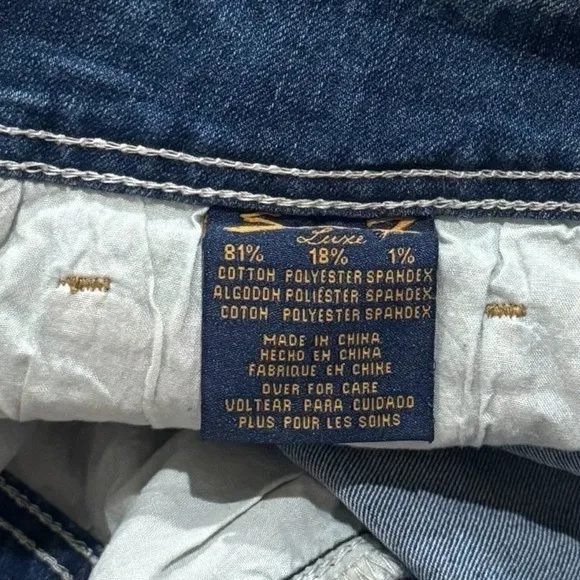 Luxe
81% 18% 1%
COTTON POLYESTER SPANDEX
ALGODON POLIÉSTER SPANDEX
COTON POLYESTER SPANDEX
MADE IN CHINA
HECHO EN CHINA
FABRIQUE EN CHINE
OVER FOR CARE
VOLTEAR PARA CUIDADO
PLUS POUR LES SOINS